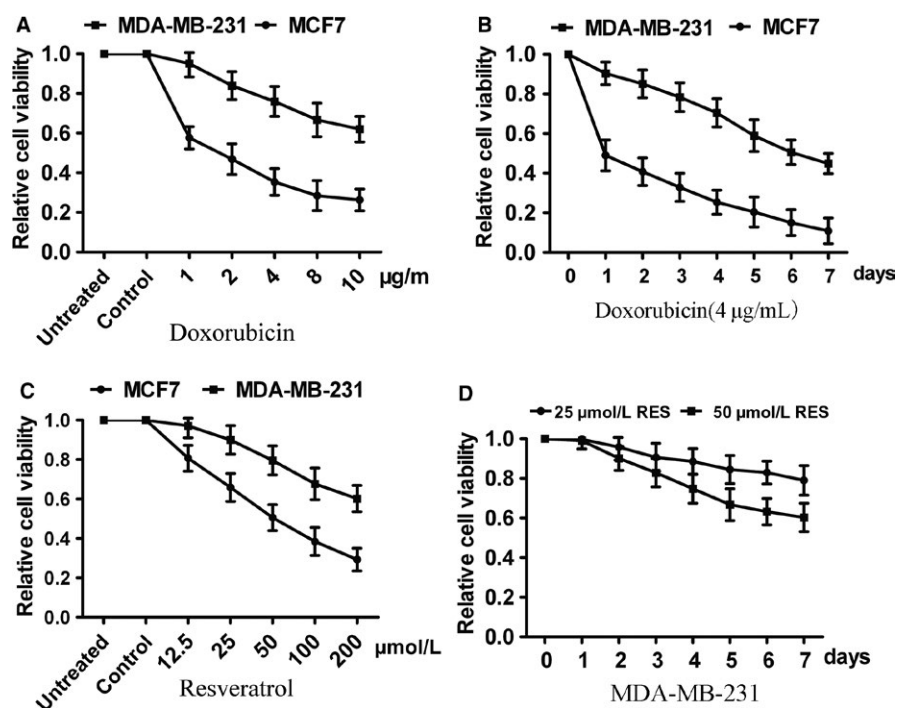 A
MDA-MB-231 MCF7
Relative cell viability
1.0
0.8
0.6
0.4
0.2
0.0
Untreated Control 1 2 4 8 10 µg/m
Doxorubicin
B
MDA-MB-231 MCF7
Relative cell viability
1.0
0.8
0.6
0.4
0.2
0.0
0 1 2 3 4 5 6 7 days
Doxorubicin(4 µg/mL)
C
MCF7 MDA-MB-231
Relative cell viability
1.0
0.8
0.6
0.4
0.2
0.0
Untreated Control 12.5 25 50 100 200 µmol/L
Resveratrol
D
25 µmol/L RES 50 µmol/L RES
Relative cell viability
1.0
0.8
0.6
0.4
0.2
0.0
0 1 2 3 4 5 6 7 days
MDA-MB-231